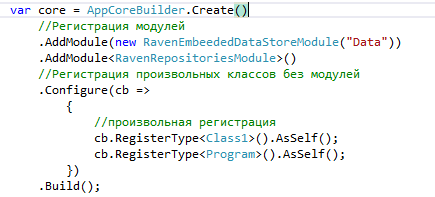 var core = AppCoreBuilder.Create()
//Регистрация модулей
.AddModule(new RavenEmbeededDataStoreModule("Data"))
.AddModule<RavenRepositoriesModule>()
//Регистрация произвольных классов без модулей
.Configure(cb =>
{
//произвольная регистрация
cb.RegisterType<Class1>().AsSelf();
cb.RegisterType<Program>().AsSelf();
})
.Build();